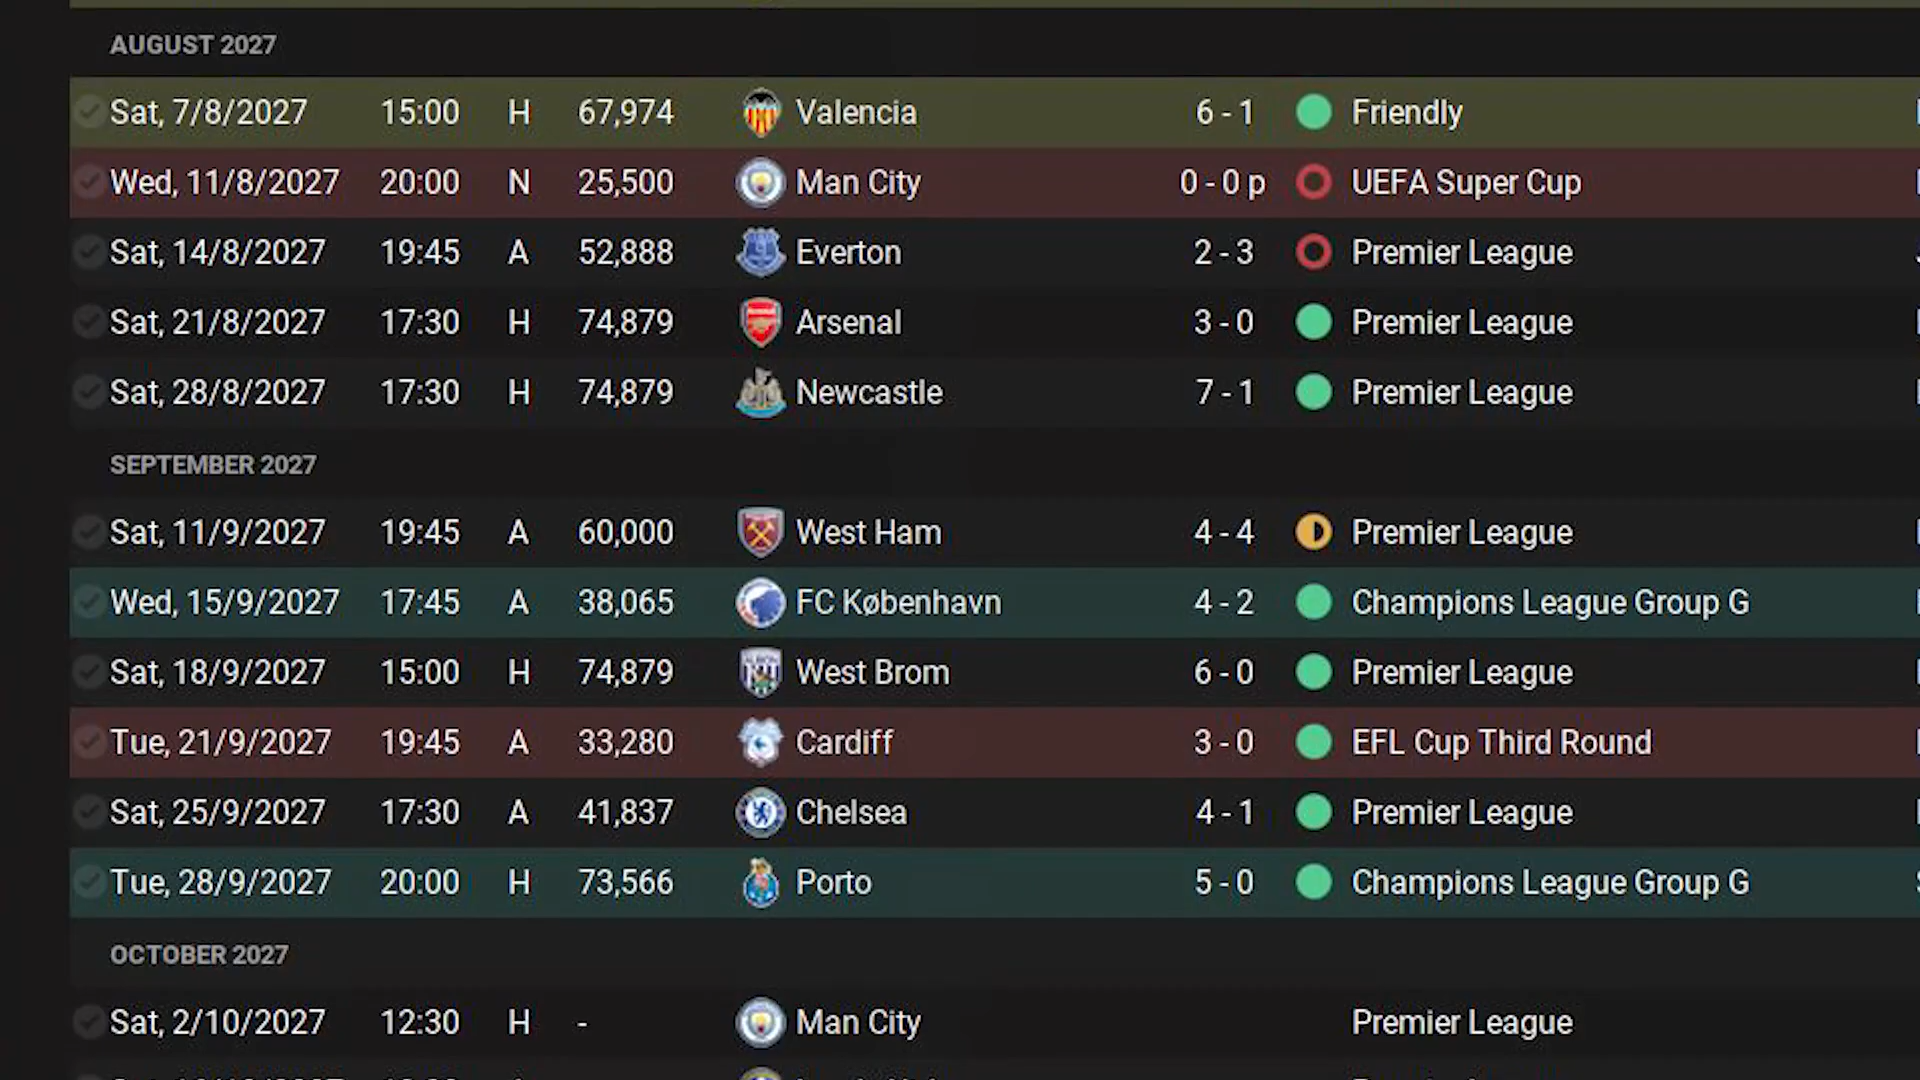 AUGUST 2027
Sat, 7/8/2027 15:00 H 67,974 Valencia 6 - 1 Friendly
Wed, 11/8/2027 20:00 N 25,500 Man City 0 - 0 p UEFA Super Cup
Sat, 14/8/2027 19:45 A 52,888 Everton 2 - 3 Premier League
Sat, 21/8/2027 17:30 H 74,879 Arsenal 3 - 0 Premier League
Sat, 28/8/2027 17:30 H 74,879 Newcastle 7 - 1 Premier League
SEPTEMBER 2027
Sat, 11/9/2027 19:45 A 60,000 West Ham 4 - 4 Premier League
Wed, 15/9/2027 17:45 A 38,065 FC København 4 - 2 Champions League Group G
Sat, 18/9/2027 15:00 H 74,879 West Brom 6 - 0 Premier League
Tue, 21/9/2027 19:45 A 33,280 Cardiff 3 - 0 EFL Cup Third Round
Sat, 25/9/2027 17:30 A 41,837 Chelsea 4 - 1 Premier League
Tue, 28/9/2027 20:00 H 73,566 Porto 5 - 0 Champions League Group G
OCTOBER 2027
Sat, 2/10/2027 12:30 H - Man City Premier League